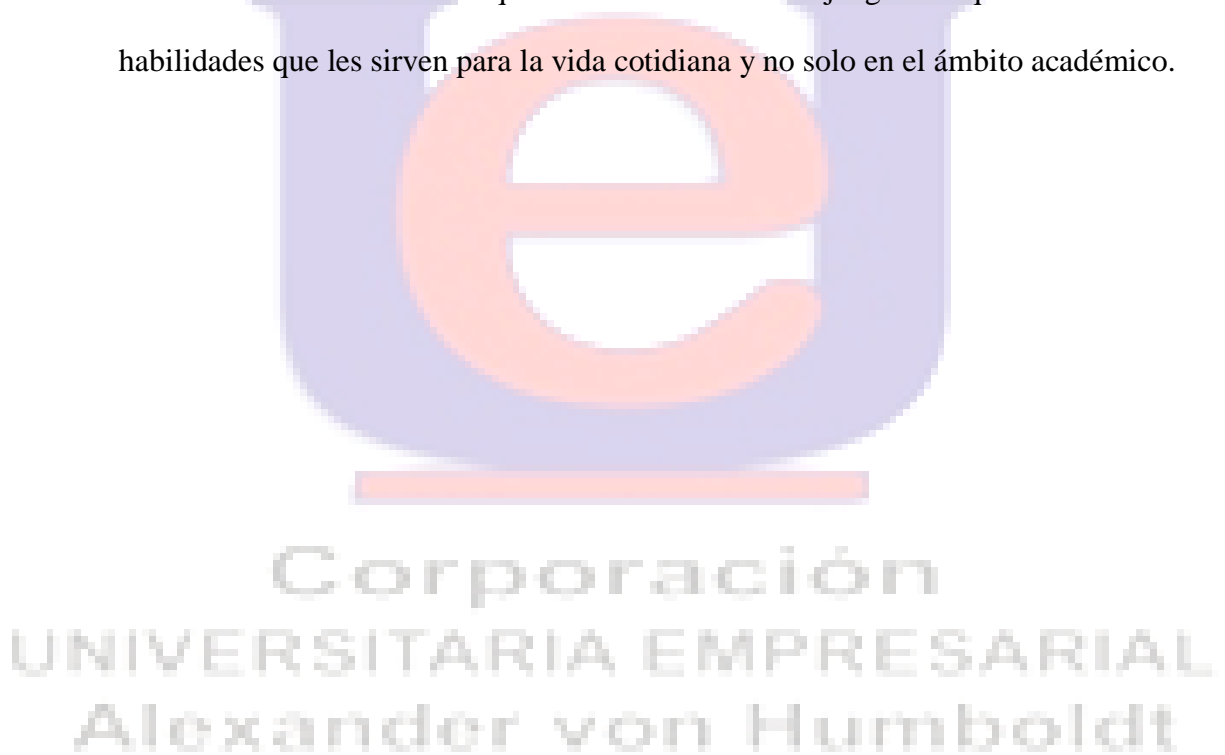 habilidades que les sirven para la vida cotidiana y no solo en el ámbito académico.
e
Corporación
UNIVERSITARIA EMPRESARIAL
Alexander von Humboldt